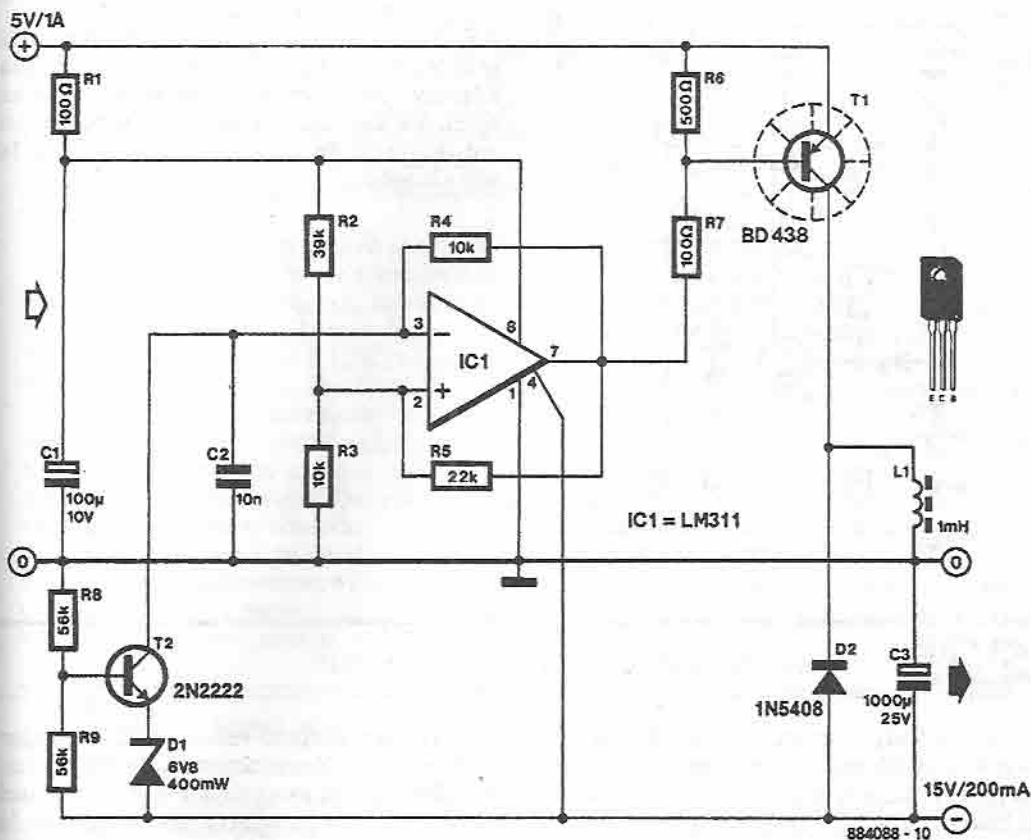 5V/1A
+
R1
100Ω
R6
500Ω
T1
R2
39k
R4
10k
R7
100Ω
BD438
3
−
8
IC1
7
2
+
1
4
E C B
C1
100µ
10V
C2
10n
R3
10k
R5
22k
IC1 = LM311
L1
1mH
0
0
R8
56k
T2
2N2222
D2
1N5408
C3
1000µ
25V
R9
56k
D1
6V8
400mW
15V/200mA
−
884088 - 10